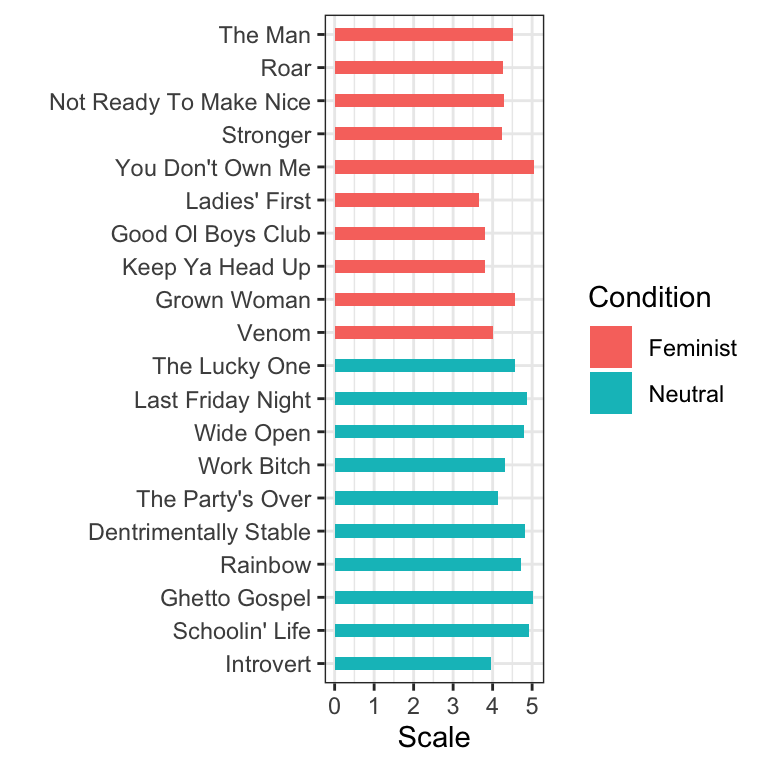 The Man
Roar
Not Ready To Make Nice
Stronger
You Don't Own Me
Ladies' First
Good Ol Boys Club
Keep Ya Head Up
Grown Woman
Venom
The Lucky One
Last Friday Night
Wide Open
Work Bitch
The Party's Over
Dentrimentally Stable
Rainbow
Ghetto Gospel
Schoolin' Life
Introvert
0 1 2 3 4 5
Scale
Condition
Feminist
Neutral